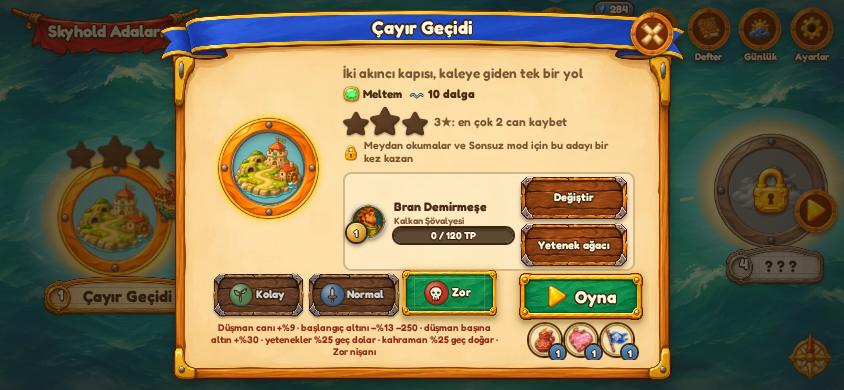 284
Skyhold Adalar
Çayır Geçidi
Defter
Günlük
Ayarlar
İki akıncı kapısı, kaleye giden tek bir yol
Meltem 10 dalga
3★: en çok 2 can kaybet
Meydan okumalar ve Sonsuz mod için bu adayı bir
kez kazan
Bran Demirmeşe
Kalkan Şövalyesi
1
0 / 120 TP
Değiştir
Yetenek ağacı
1 Çayır Geçidi
4 ???
Kolay
Normal
Zor
Oyna
Düşman canı +%9 · başlangıç altını −%13 −250 · düşman başına
altın +%30 · yetenekler %25 geç dolar · kahraman %25 geç doğar ·
Zor nişanı
1 1 1